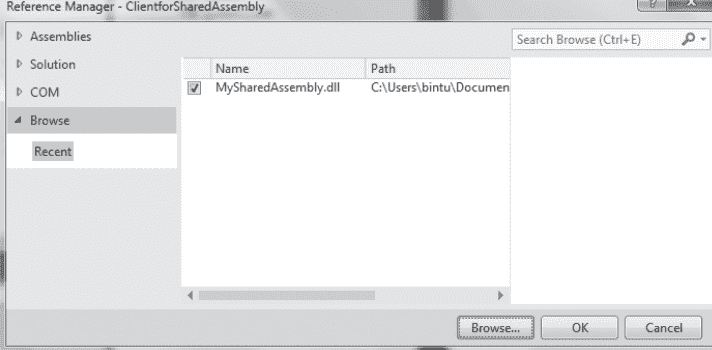 Reference Manager - ClientforSharedAssembly
Assemblies
Solution
COM
Browse
Recent
Search Browse (Ctrl+E)
Name Path
MySharedAssembly.dll C:\Users\bintu\Documen
Browse... OK Cancel